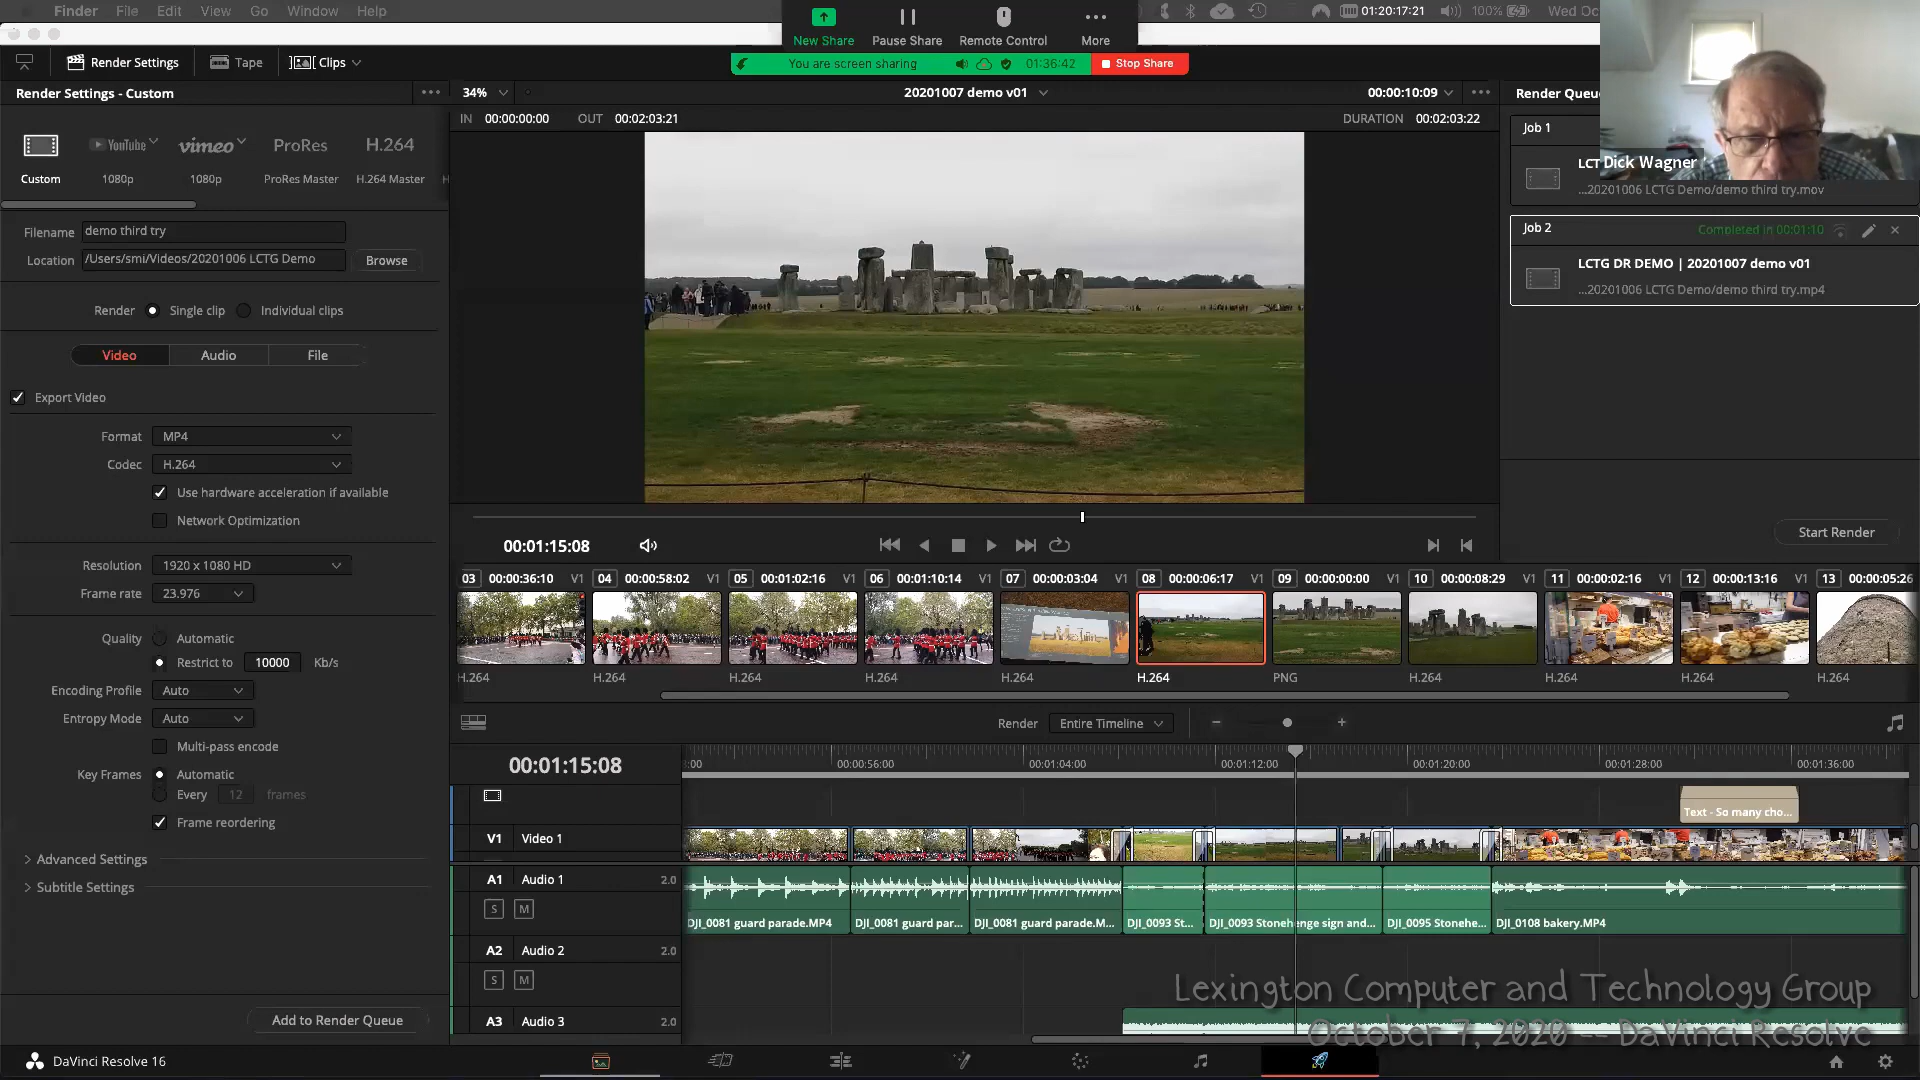 Finder File Edit View Go Window Help
01:20:17:21 100% Wed Oc
New Share Pause Share Remote Control More
You are screen sharing 01:36:42 Stop Share
Render Settings Tape Clips
Render Settings - Custom
34% 20201007 demo v01 00:00:10:09
Render Queu
IN 00:00:00:00 OUT 00:02:03:21 DURATION 00:02:03:22
YouTube vimeo ProRes H.264
Custom 1080p 1080p ProRes Master H.264 Master H
Filename demo third try
Location /Users/smi/Videos/20201006 LCTG Demo Browse
Render Single clip Individual clips
Video Audio File
Export Video
Format MP4
Codec H.264
Use hardware acceleration if available
Network Optimization
Resolution 1920 x 1080 HD
Frame rate 23.976
Quality Automatic
Restrict to 10000 Kb/s
Encoding Profile Auto
Entropy Mode Auto
Multi-pass encode
Key Frames Automatic
Every 12 frames
Frame reordering
Advanced Settings
Subtitle Settings
Add to Render Queue
Job 1
LCT
Dick Wagner
...20201006 LCTG Demo/demo third try.mov
Job 2 Completed in 00:01:10
LCTG DR DEMO | 20201007 demo v01
...20201006 LCTG Demo/demo third try.mp4
Start Render
00:01:15:08
03 00:00:36:10 V1 04 00:00:58:02 V1 05 00:01:02:16 V1 06 00:01:10:14 V1 07 00:00:03:04 V1 08 00:00:06:17 V1 09 00:00:00:00 V1 10 00:00:08:29 V1 11 00:00:02:16 V1 12 00:00:13:16 V1 13 00:00:05:26
H.264 H.264 H.264 H.264 H.264 H.264 PNG H.264 H.264 H.264 H.264
Render Entire Timeline
00:01:15:08
:00 00:00:56:00 00:01:04:00 00:01:12:00 00:01:20:00 00:01:28:00 00:01:36:00
Text - So many cho...
V1 Video 1
A1 Audio 1 2.0
S M
DJI_0081 guard parade.MP4 DJI_0081 guard par... DJI_0081 guard parade.M... DJI_0093 St... DJI_0093 Stonehenge sign and... DJI_0095 Stonehe... DJI_0108 bakery.MP4
A2 Audio 2 2.0
S M
A3 Audio 3 2.0
Lexington Computer and Technology Group
October 7, 2020 -- DaVinci Resolve
DaVinci Resolve 16